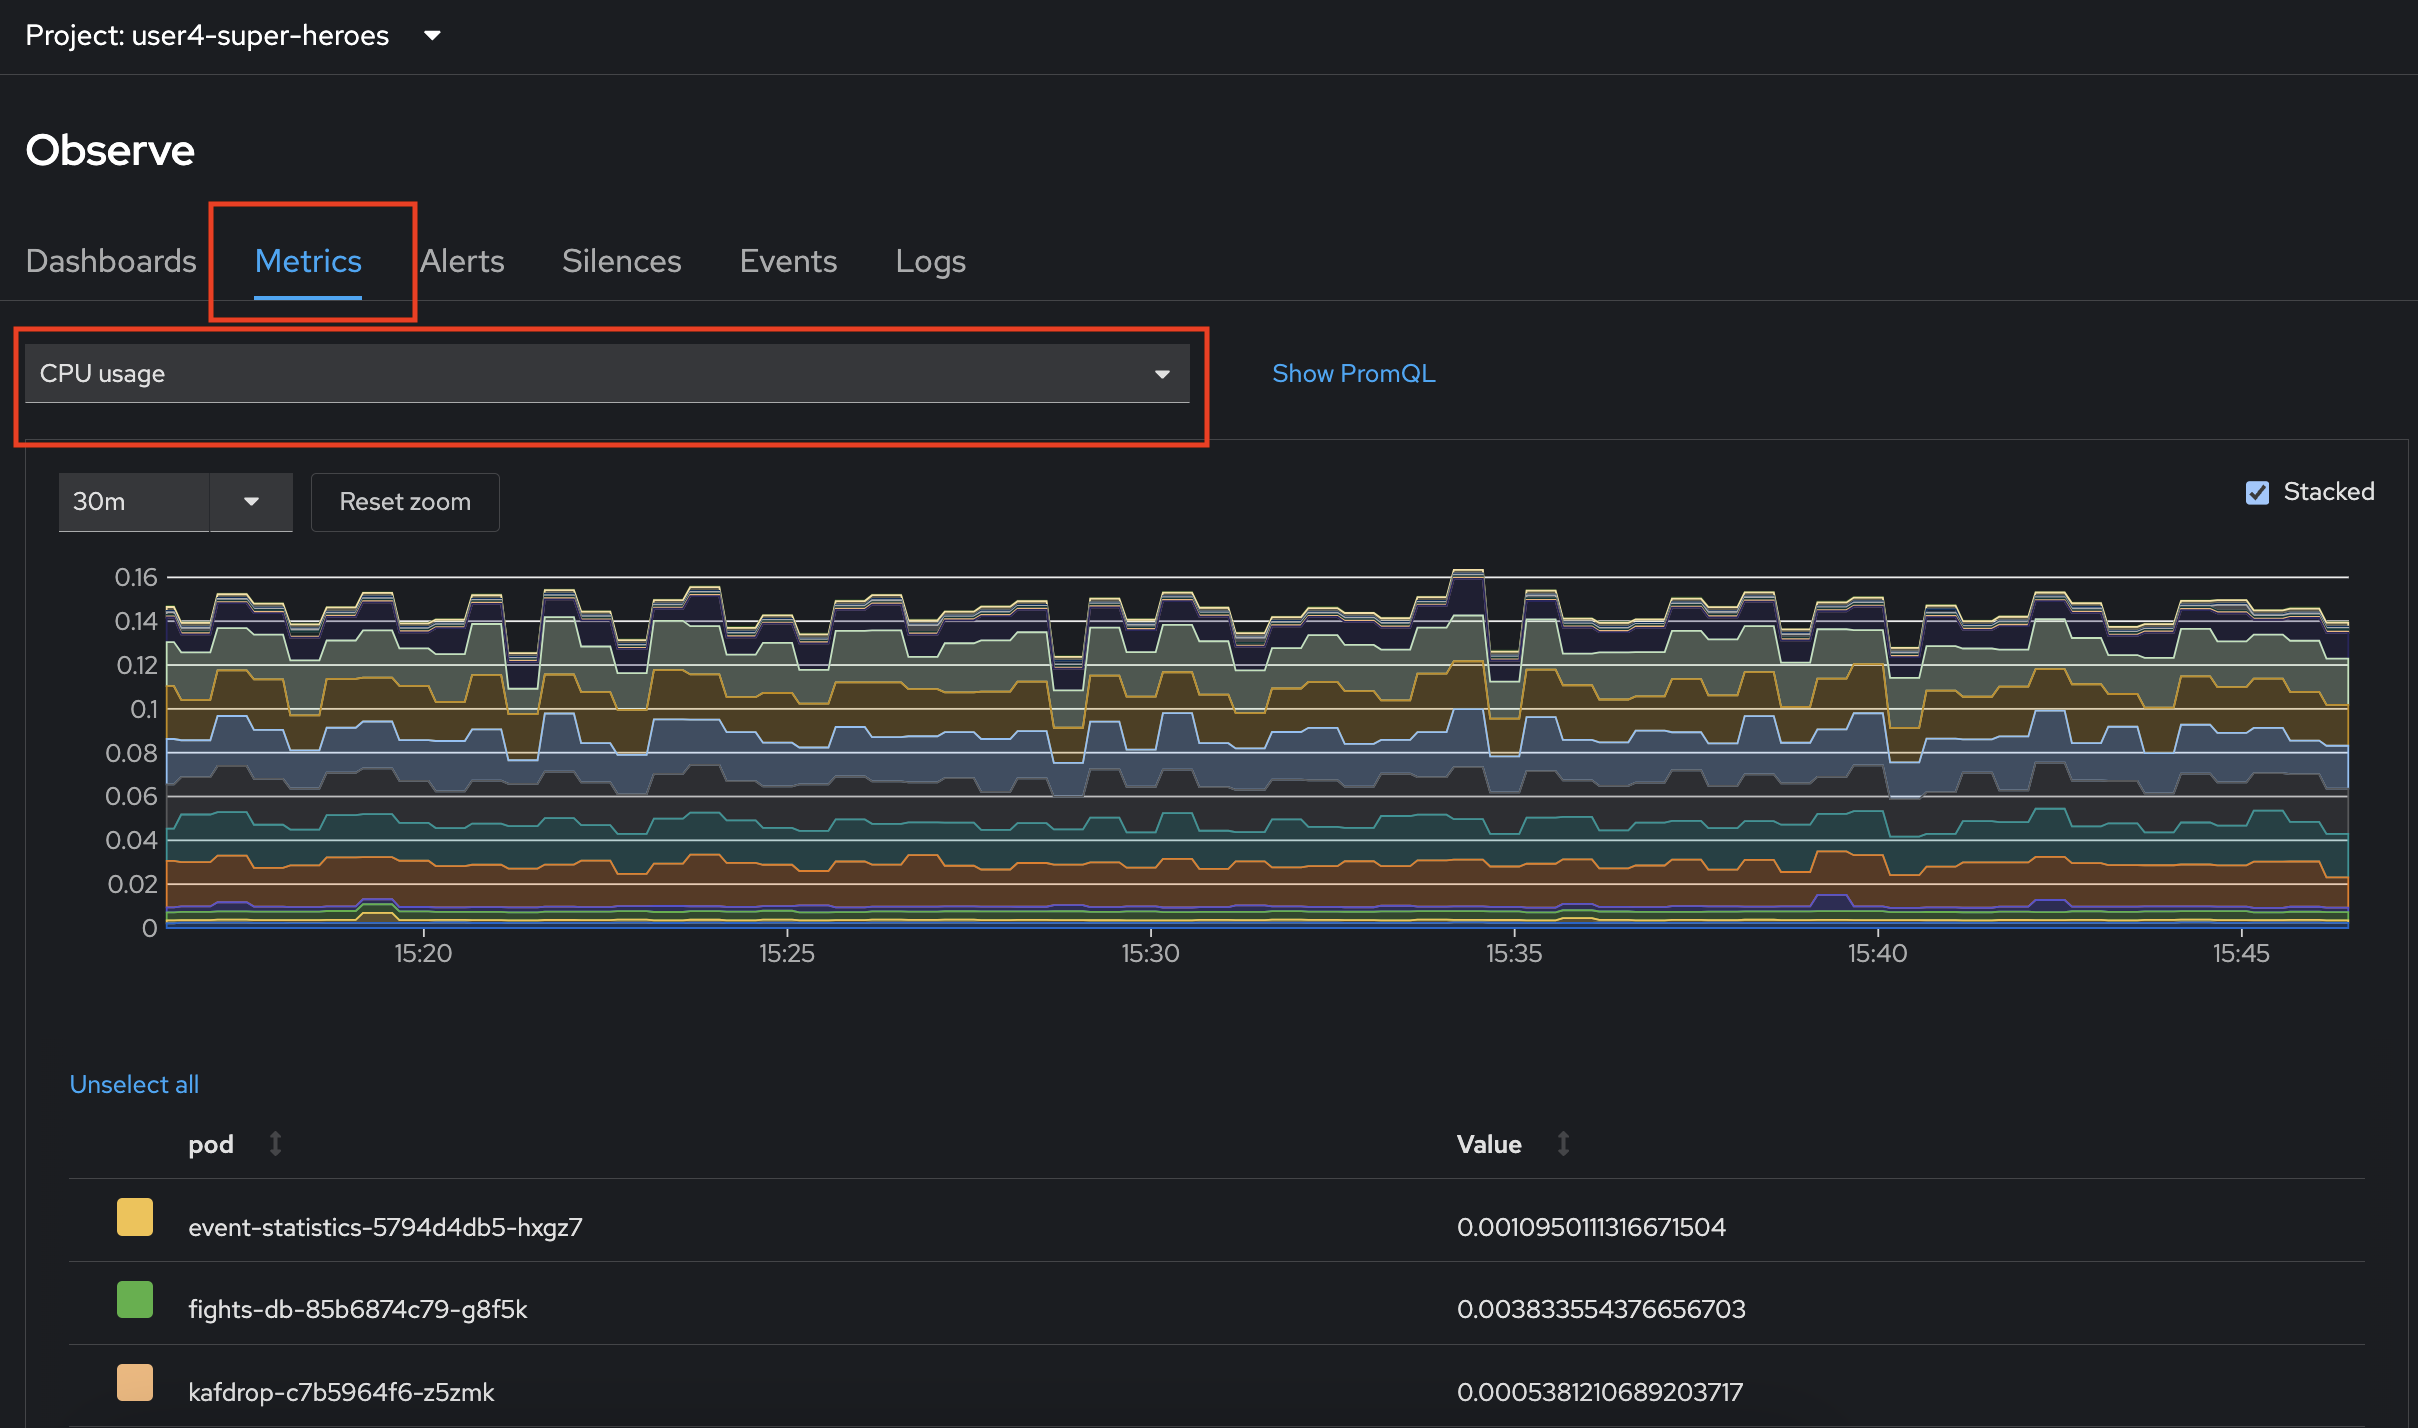 Project: user4-super-heroes
Observe
Dashboards Metrics Alerts Silences Events Logs
CPU usage Show PromQL
30m Reset zoom Stacked
0.16
0.14
0.12
0.1
0.08
0.06
0.04
0.02
0
15:20 15:25 15:30 15:35 15:40 15:45
Unselect all
pod Value
event-statistics-5794d4db5-hxgz7 0.0010950111316671504
fights-db-85b6874c79-g8f5k 0.003833554376656703
kafdrop-c7b5964f6-z5zmk 0.0005381210689203717